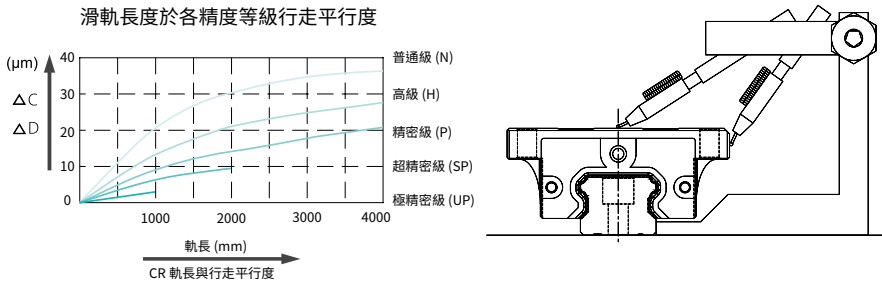 滑軌長度於各精度等級行走平行度
(μm)
△C
△D
40
30
20
10
0
普通級 (N)
高級 (H)
精密級 (P)
超精密級 (SP)
極精密級 (UP)
1000
2000
3000
4000
軌長 (mm)
CR 軌長與行走平行度